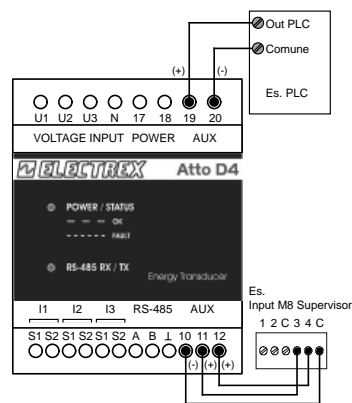 Out PLC
Comune
Es. PLC
(+) (-)
U1 U2 U3 N 17 18 19 20
VOLTAGE INPUT POWER AUX
ELECTREX Atto D4
POWER / STATUS
OK
FAULT
RS-485 RX / TX
Energy Transducer
I1 I2 I3 RS-485 AUX
S1 S2 S1 S2 S1 S2 A B ⊥ 10 11 12
(-) (+) (+)
Es.
Input M8 Supervisor
1 2 C 3 4 C